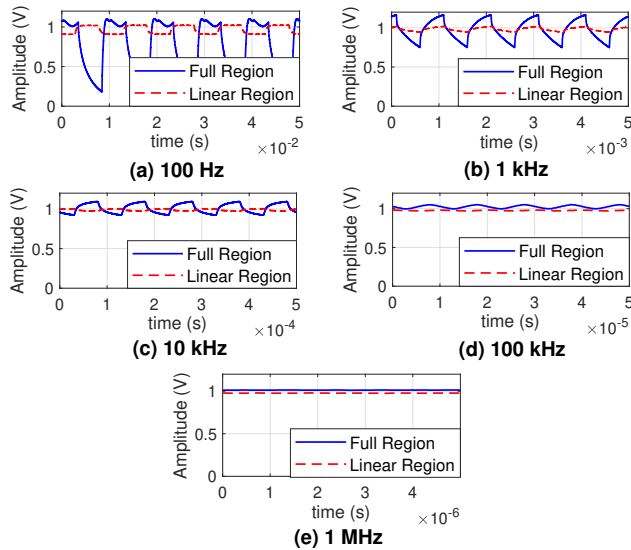 Amplitude (V)
1
0.5
0
Full Region
Linear Region
0 1 2 3 4 5
time (s)
×10⁻²
(a) 100 Hz
Amplitude (V)
1
0.5
0
Full Region
Linear Region
0 1 2 3 4 5
time (s)
×10⁻³
(b) 1 kHz
Amplitude (V)
1
0.5
0
Full Region
Linear Region
0 1 2 3 4 5
time (s)
×10⁻⁴
(c) 10 kHz
Amplitude (V)
1
0.5
0
Full Region
Linear Region
0 1 2 3 4 5
time (s)
×10⁻⁵
(d) 100 kHz
Amplitude (V)
1
0.5
0
Full Region
Linear Region
0 1 2 3 4
time (s)
×10⁻⁶
(e) 1 MHz